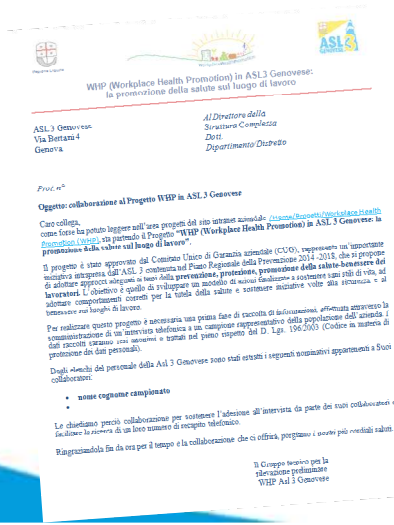 Regione Liguria
ASL 3
WHP (Workplace Health Promotion) in ASL3 Genovese:
la promozione della salute sul luogo di lavoro
ASL 3 Genovese
Via Bertani 4
Genova
Al Direttore della
Struttura Complessa
Dott.
Dipartimento/Distretto
Prot. n°
Oggetto: collaborazione al Progetto WHP in ASL 3 Genovese
Caro collega,
come forse ha potuto leggere nell'area progetti del sito intranet aziendale /Home/Progetti/Workplace Health
Promotion (WHP), sta partendo il Progetto "WHP (Workplace Health Promotion) in ASL 3 Genovese: la
promozione della salute sul luogo di lavoro".
Il progetto è stato approvato dal Comitato Unico di Garanzia aziendale (CUG), rappresenta un'importante
iniziativa intrapresa dall'ASL 3 contenuta nel Piano Regionale della Prevenzione 2014-2018, che si propone
di adottare approcci adeguati ai temi della prevenzione, protezione, promozione della salute-benessere dei
lavoratori. L'obiettivo è quello di sviluppare un modello di azioni finalizzate a sostenere sani stili di vita, ad
adottare comportamenti corretti per la tutela della salute e sostenere iniziative volte alla sicurezza e al
benessere sui luoghi di lavoro.
Per realizzare questo progetto è necessaria una prima fase di raccolta di informazioni, effettuata attraverso la
somministrazione di un'intervista telefonica a un campione rappresentativo della popolazione dell'azienda. I
dati raccolti saranno resi anonimi e trattati nel pieno rispetto del D. Lgs. 196/2003 (Codice in materia di
protezione dei dati personali).
Dagli elenchi del personale della Asl 3 Genovese sono stati estratti i seguenti nominativi appartenenti a Suoi
collaboratori:
• nome cognome campionato
•
Le chiediamo perciò collaborazione per sostenere l'adesione all'intervista da parte dei suoi collaboratori e
facilitare la ricerca di un loro numero di recapito telefonico.
Ringraziandola fin da ora per il tempo e la collaborazione che ci offrirà, porgiamo i nostri più cordiali saluti.
Il Gruppo tecnico per la
rilevazione preliminare
WHP Asl 3 Genovese